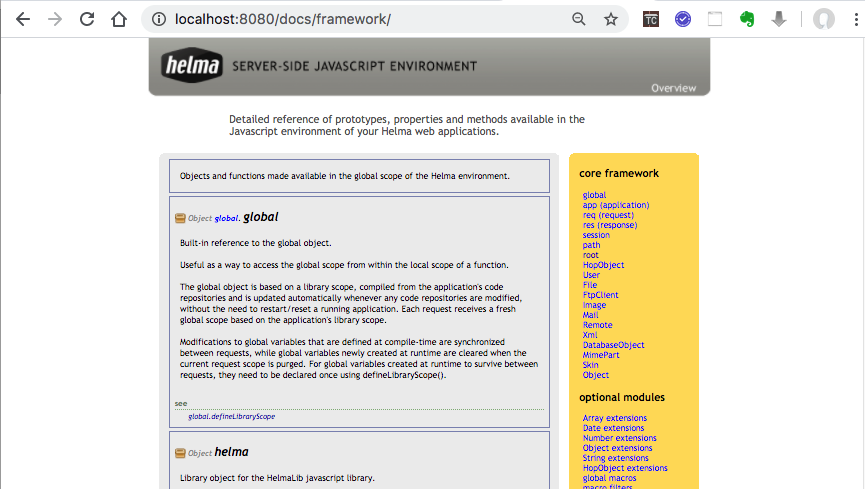 localhost:8080/docs/framework/
TC
helma SERVER-SIDE JAVASCRIPT ENVIRONMENT
Overview
Detailed reference of prototypes, properties and methods available in the
Javascript environment of your Helma web applications.
Objects and functions made available in the global scope of the Helma environment.
Object global. global
Built-in reference to the global object.
Useful as a way to access the global scope from within the local scope of a function.
The global object is based on a library scope, compiled from the application's code
repositories and is updated automatically whenever any code repositories are modified,
without the need to restart/reset a running application. Each request receives a fresh
global scope based on the application's library scope.
Modifications to global variables that are defined at compile-time are synchronized
between requests, while global variables newly created at runtime are cleared when the
current request scope is purged. For global variables created at runtime to survive between
requests, they need to be declared once using defineLibraryScope().
see
global.defineLibraryScope
Object helma
Library object for the HelmaLib javascript library.
core framework
global
app (application)
req (request)
res (response)
session
path
root
HopObject
User
File
FtpClient
Image
Mail
Remote
Xml
DatabaseObject
MimePart
Skin
Object
optional modules
Array extensions
Date extensions
Number extensions
Object extensions
String extensions
HopObject extensions
global macros
macro filters